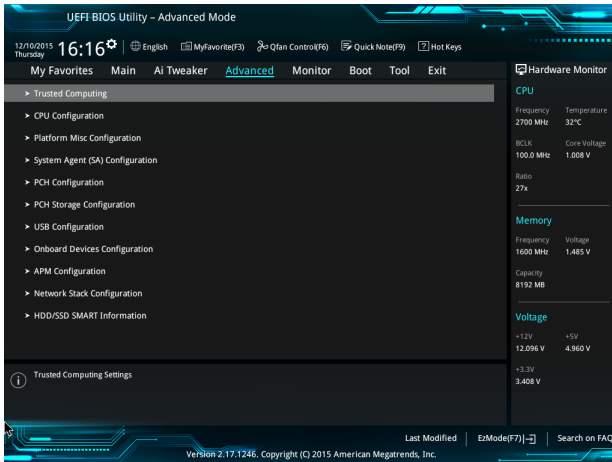 UEFI BIOS Utility – Advanced Mode
12/10/2015 Thursday 16:16 English MyFavorite(F3) Qfan Control(F6) Quick Note(F9) ? Hot Keys
My Favorites Main Ai Tweaker Advanced Monitor Boot Tool Exit
> Trusted Computing
> CPU Configuration
> Platform Misc Configuration
> System Agent (SA) Configuration
> PCH Configuration
> PCH Storage Configuration
> USB Configuration
> Onboard Devices Configuration
> APM Configuration
> Network Stack Configuration
> HDD/SSD SMART Information
Trusted Computing Settings
Hardware Monitor
CPU
Frequency Temperature
2700 MHz 32°C
BCLK Core Voltage
100.0 MHz 1.008 V
Ratio
27x
Memory
Frequency Voltage
1600 MHz 1.485 V
Capacity
8192 MB
Voltage
+12V +5V
12.096 V 4.960 V
+3.3V
3.408 V
Last Modified EzMode(F7) Search on FAQ
Version 2.17.1246. Copyright (C) 2015 American Megatrends, Inc.